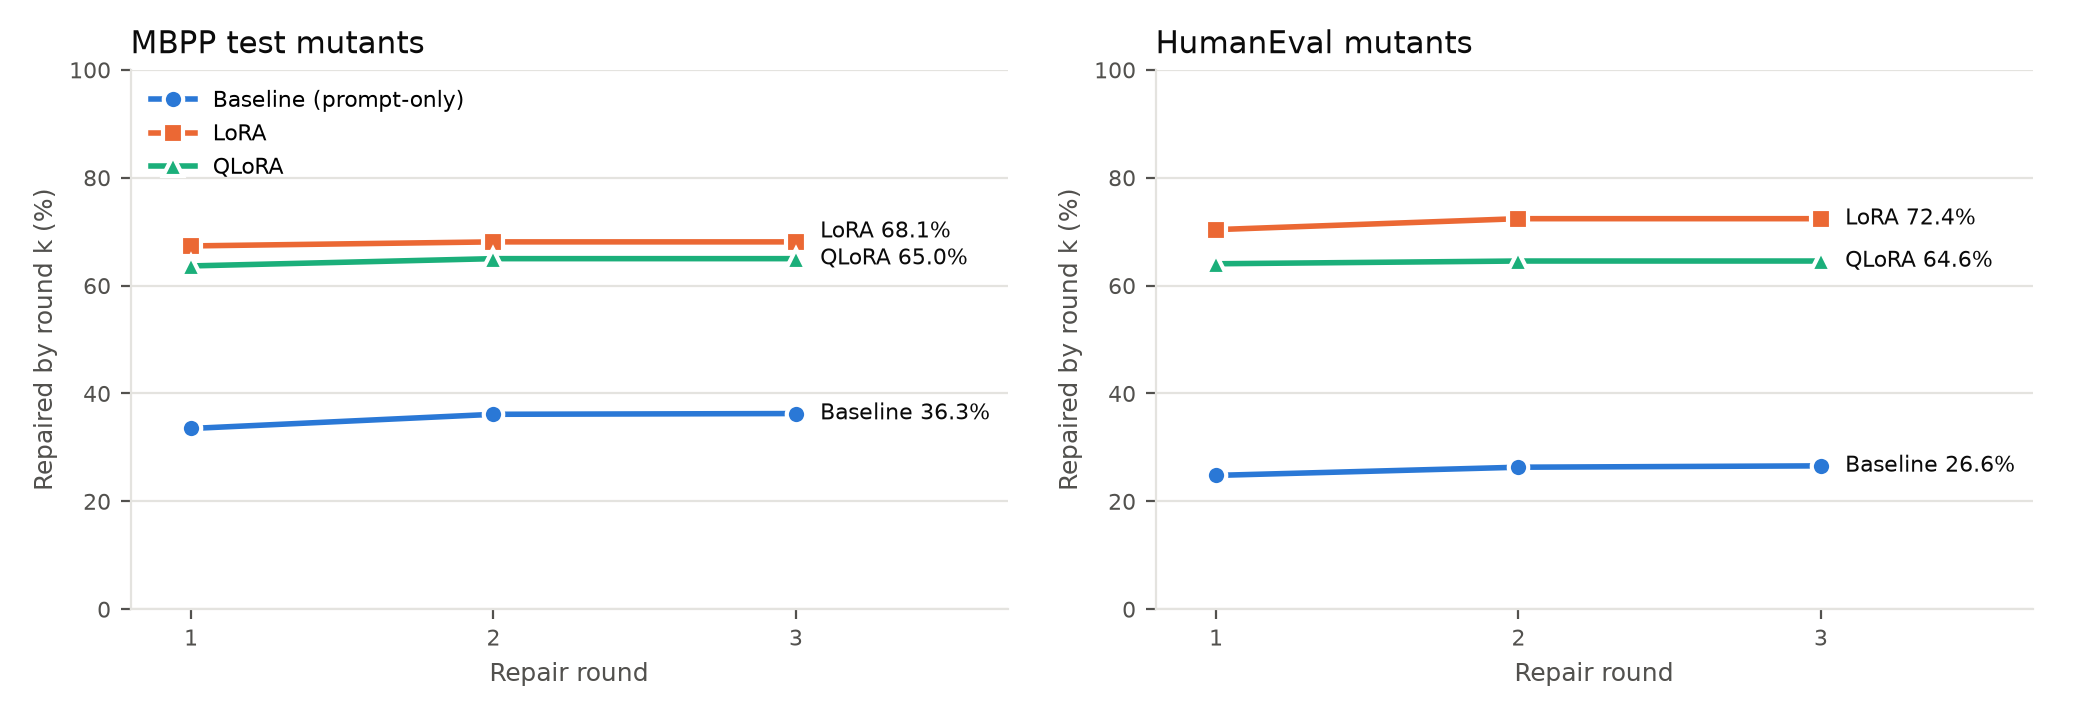 MBPP test mutants
100
80
60
40
20
0
Baseline (prompt-only)
LoRA
QLoRA
LoRA 68.1%
QLoRA 65.0%
Baseline 36.3%
1 2 3
Repair round
Repaired by round k (%)
HumanEval mutants
100
80
60
40
20
0
LoRA 72.4%
QLoRA 64.6%
Baseline 26.6%
1 2 3
Repair round
Repaired by round k (%)